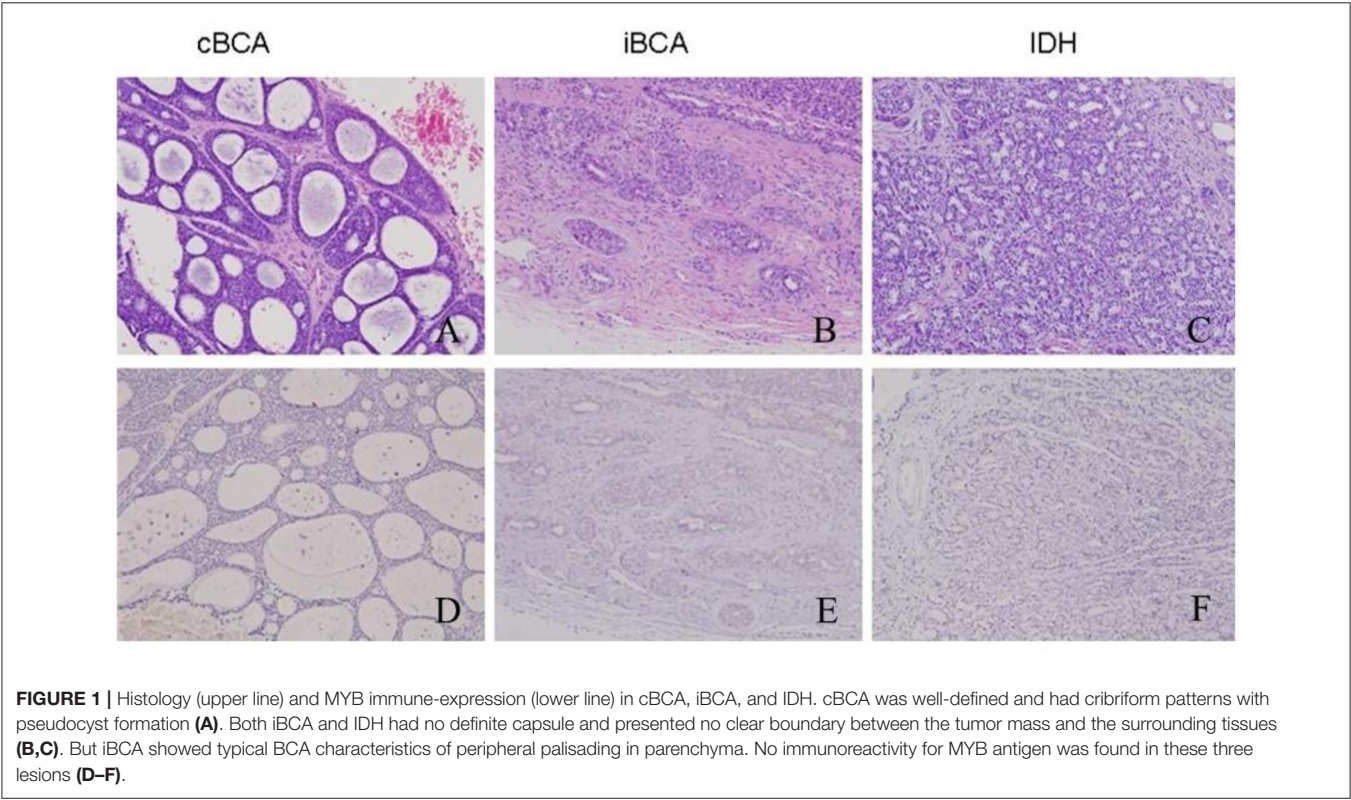 cBCA
iBCA
IDH
A
B
C
D
E
F
FIGURE 1 | Histology (upper line) and MYB immune-expression (lower line) in cBCA, iBCA, and IDH. cBCA was well-defined and had cribriform patterns with
pseudocyst formation (A). Both iBCA and IDH had no definite capsule and presented no clear boundary between the tumor mass and the surrounding tissues
(B,C). But iBCA showed typical BCA characteristics of peripheral palisading in parenchyma. No immunoreactivity for MYB antigen was found in these three
lesions (D–F).